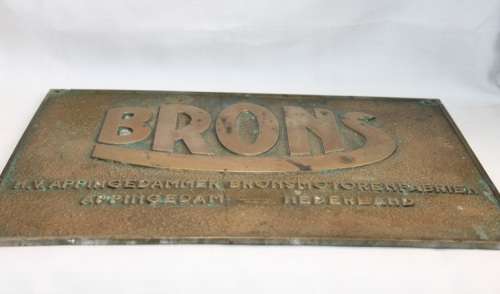 BRONS
N.V. APPINGEDAMMER BRONSMOTORENFABRIEK
APPINGEDAM — NEDERLAND